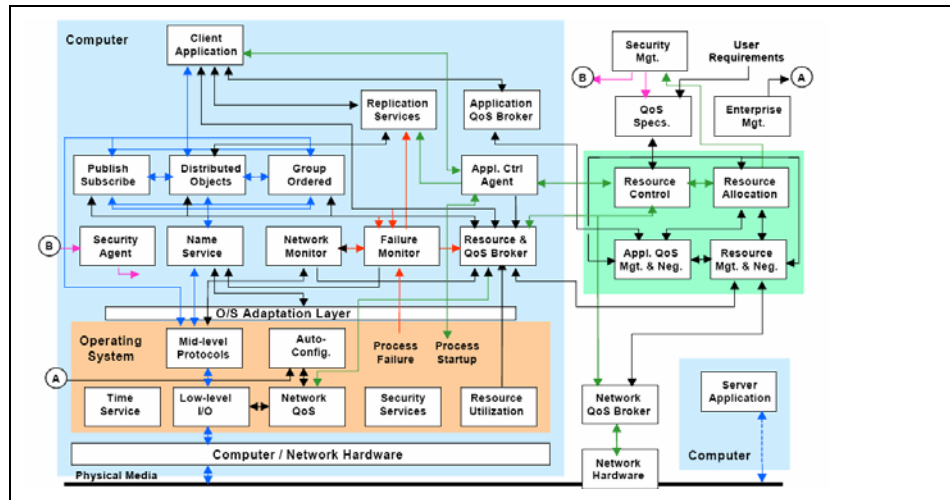 Computer
Client
Application
Security
Mgt.
User
Requirements
B
A
Replication
Services
Application
QoS Broker
QoS
Specs.
Enterprise
Mgt.
Publish
Subscribe
Distributed
Objects
Group
Ordered
Appl. Ctrl
Agent
Resource
Control
Resource
Allocation
B
Security
Agent
Name
Service
Network
Monitor
Failure
Monitor
Resource &
QoS Broker
Appl. QoS
Mgt. & Neg.
Resource
Mgt. & Neg.
O/S Adaptation Layer
Operating
System
Mid-level
Protocols
Auto-
Config.
Process
Failure
Process
Startup
A
Time
Service
Low-level
I/O
Network
QoS
Security
Services
Resource
Utilization
Network
QoS Broker
Server
Application
Computer / Network Hardware
Network
Hardware
Computer
Physical Media